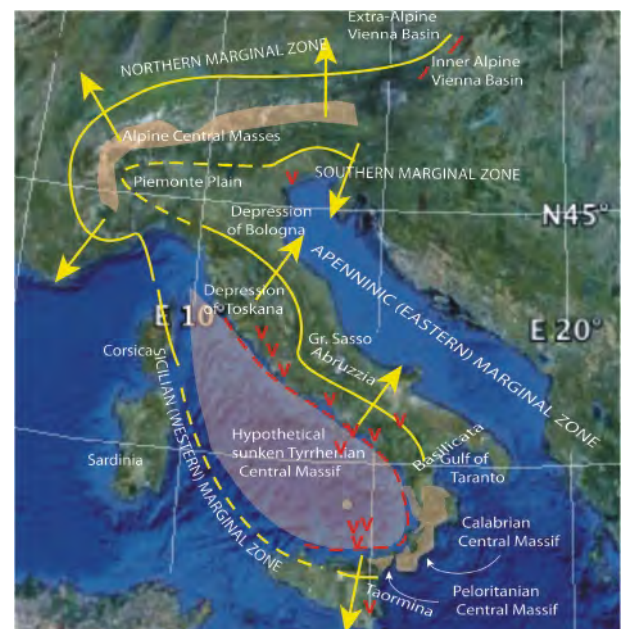 Extra-Alpine
Vienna Basin
Inner Alpine
Vienna Basin
NORTHERN MARGINAL ZONE
Alpine Central Masses
SOUTHERN MARGINAL ZONE
Piemonte Plain
Depression
of Bologna
N45°
APENNINIC (EASTERN) MARGINAL ZONE
Depression
of Toskana
E 10°
E 20°
Gr. Sasso
Abruzzia
Corsica
SICILIAN (WESTERN) MARGINAL ZONE
Hypothetical
sunken Tyrrhenian
Central Massif
Sardinia
Basilicata
Gulf of
Taranto
Calabrian
Central Massif
Taormina
Peloritanian
Central Massif